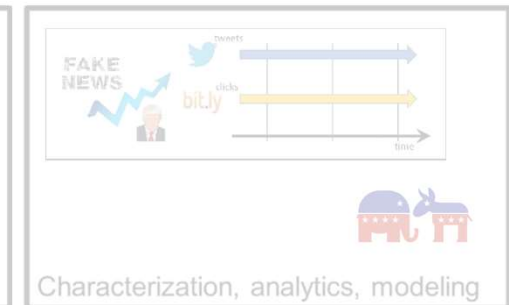 tweets
FAKE
NEWS
clicks
bit.ly
time
Characterization, analytics, modeling